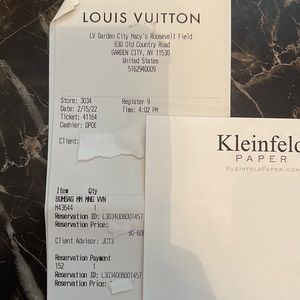 LOUIS VUITTON
LV Garden City Macy's Roosevelt Field
630 Old Country Road
GARDEN CITY, NY 11530
United States
5162940009
Store: 3034 Register 9
Date: 2/15/22 Time: 4:02 PM
Ticket: 41164
Cashier: DPOE
Client:
Item Qty
BUMBAG MM MNG VVN
M43644 1
Reservation ID: L3034008001457
Reservation Price:
Client Advisor: JC13
Reservation Payment
152 1
Reservation ID: L3034008001457
Reservation Price:
Kleinfeld
PAPER
KLEINFELDPAPER.COM